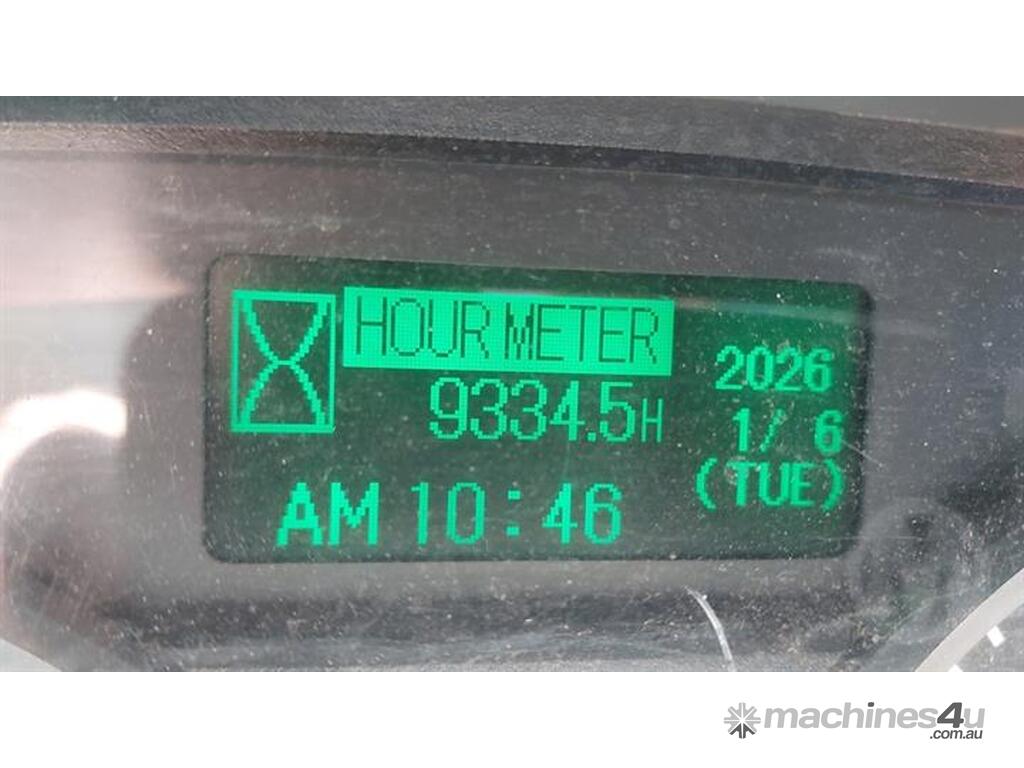 HOUR METER
9334.5H
2026
1/ 6
(TUE)
AM 10:46
machines4u
.com.au